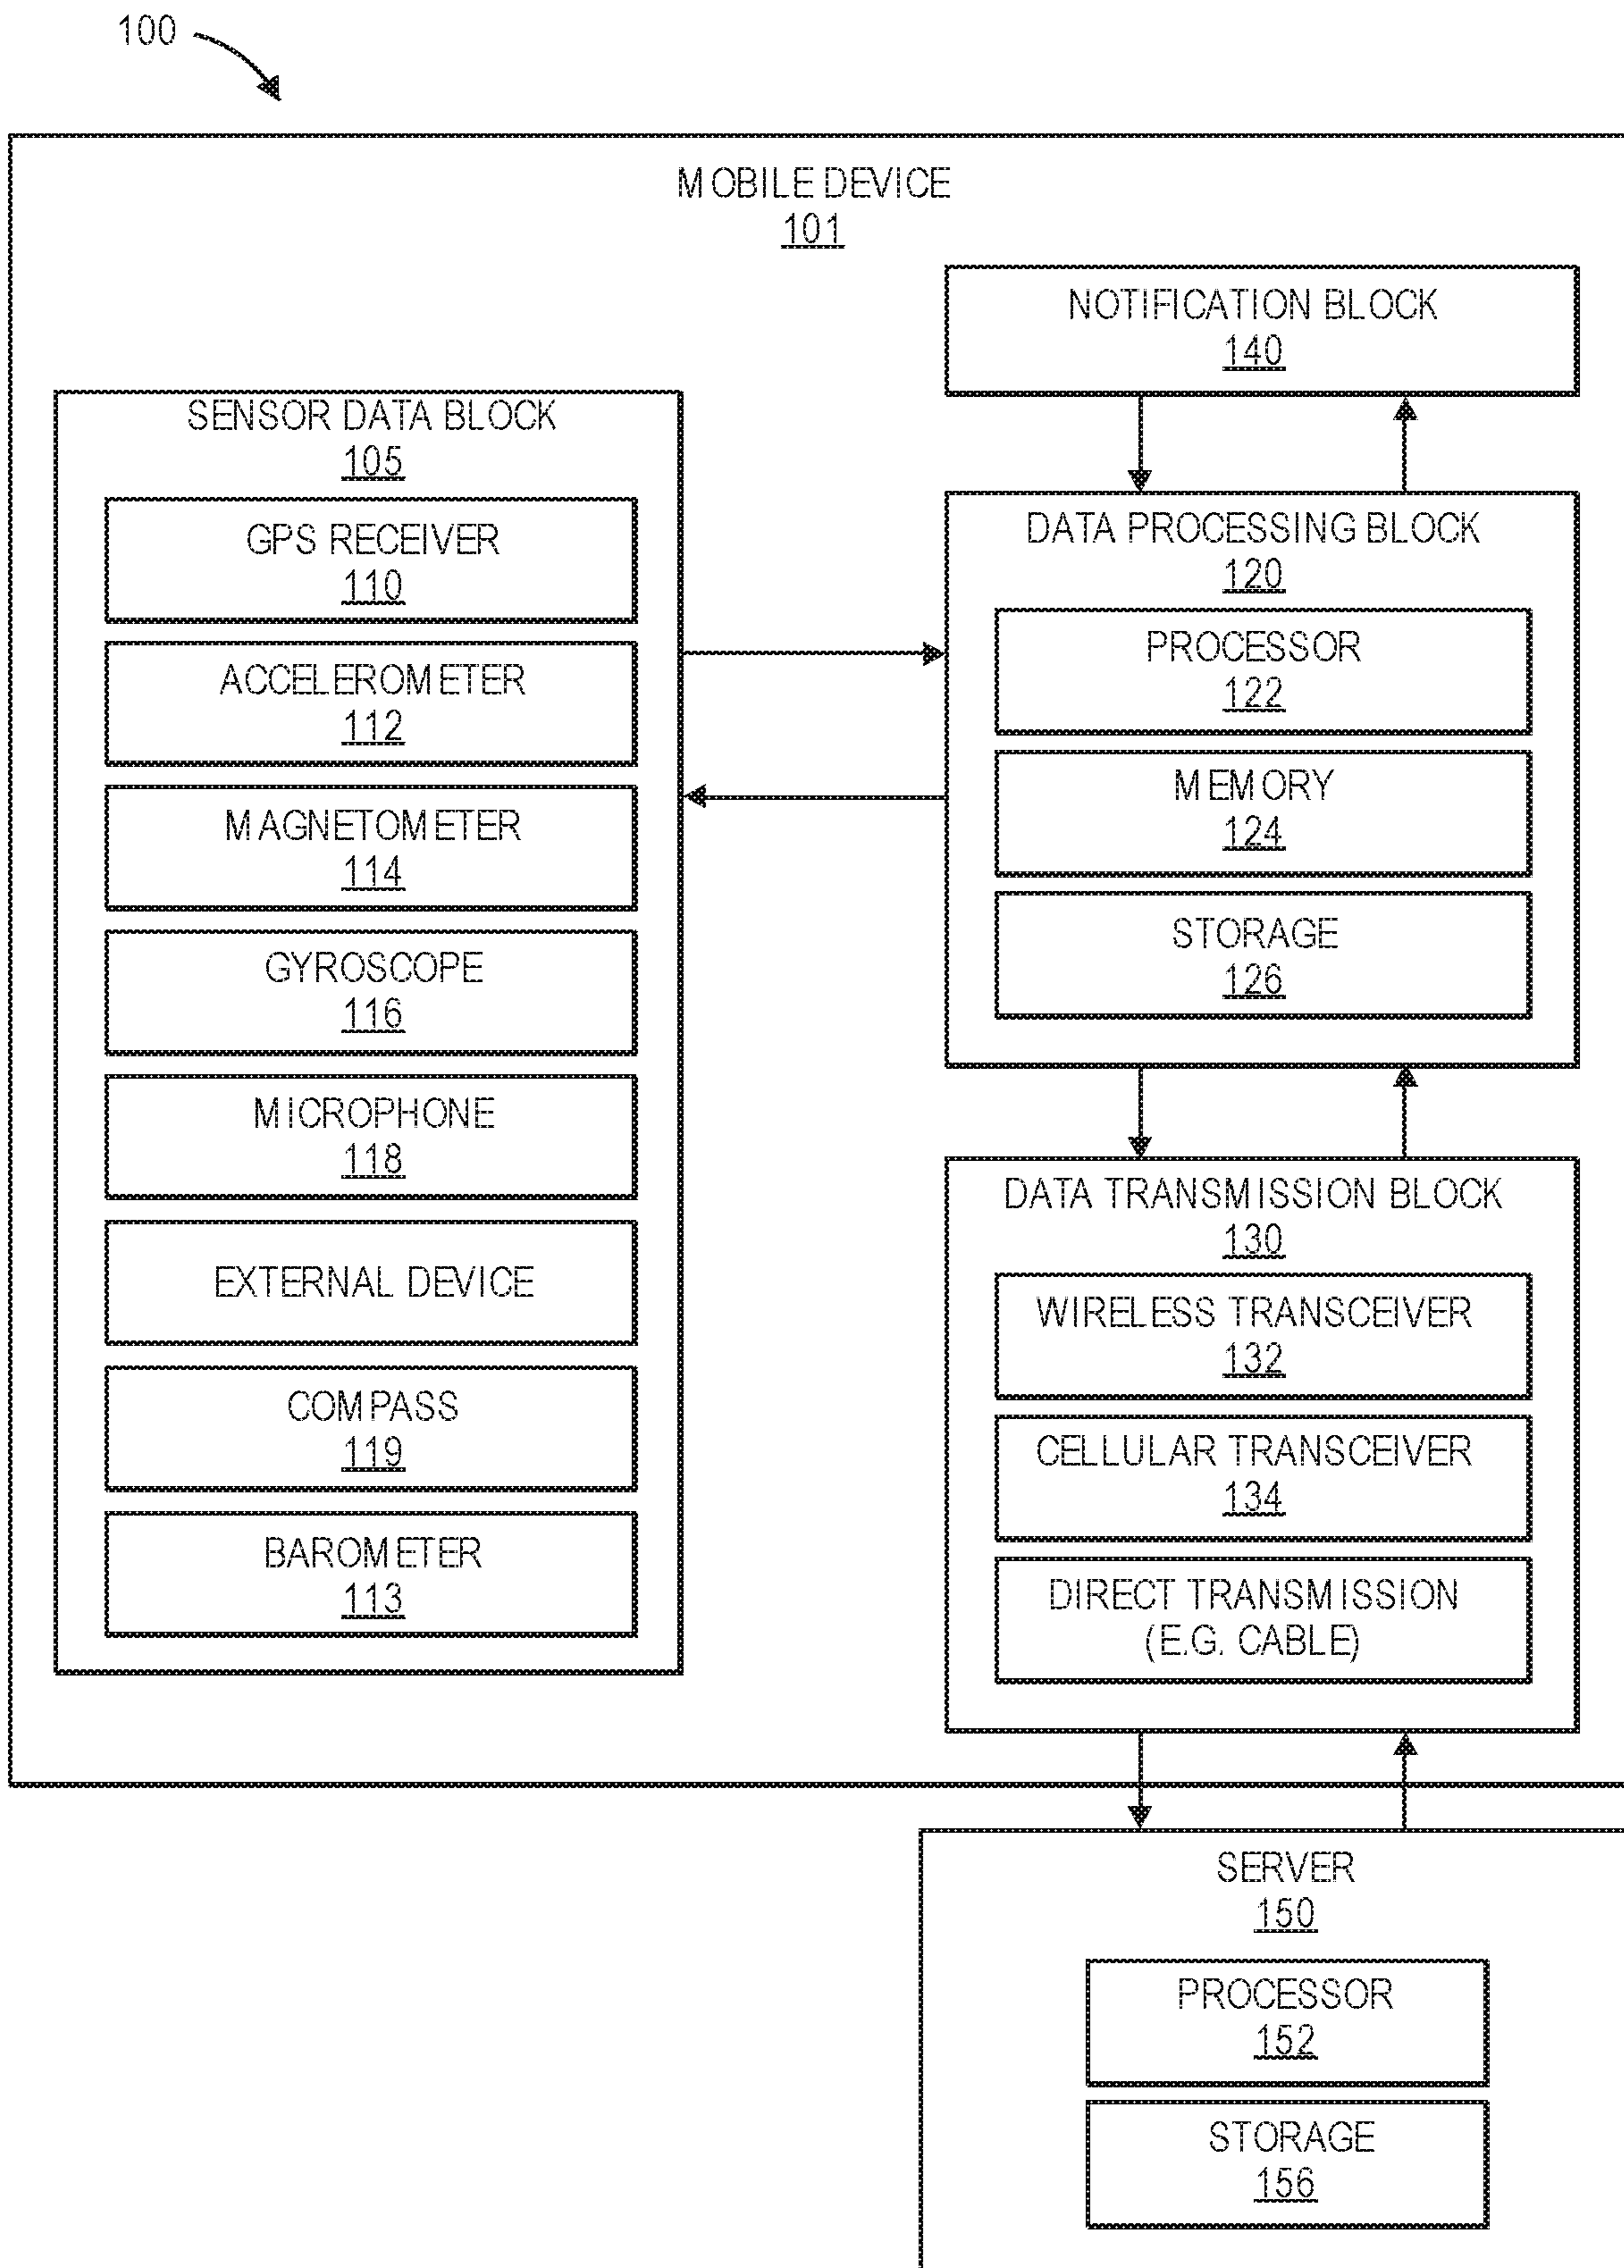 100
MOBILE DEVICE
101
NOTIFICATION BLOCK
140
SENSOR DATA BLOCK
105
GPS RECEIVER
110
ACCELEROMETER
112
MAGNETOMETER
114
GYROSCOPE
116
MICROPHONE
118
EXTERNAL DEVICE
COMPASS
119
BAROMETER
113
DATA PROCESSING BLOCK
120
PROCESSOR
122
MEMORY
124
STORAGE
126
DATA TRANSMISSION BLOCK
130
WIRELESS TRANSCEIVER
132
CELLULAR TRANSCEIVER
134
DIRECT TRANSMISSION
(E.G. CABLE)
SERVER
150
PROCESSOR
152
STORAGE
156